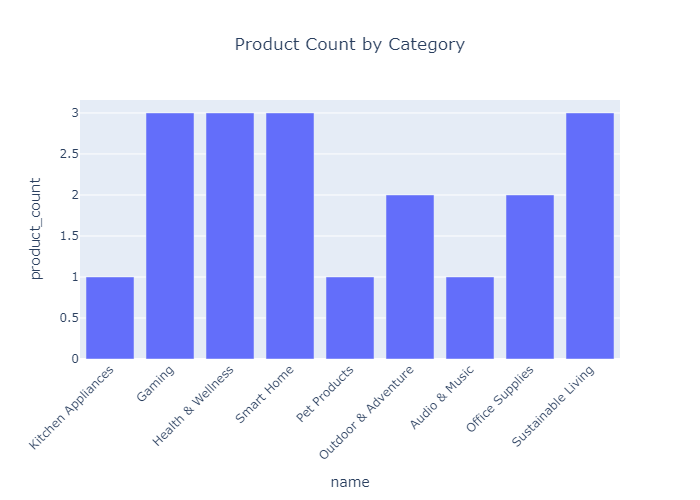 Product Count by Category
product_count
3
2.5
2
1.5
1
0.5
0
Kitchen Appliances
Gaming
Health & Wellness
Smart Home
Pet Products
Outdoor & Adventure
Audio & Music
Office Supplies
Sustainable Living
name